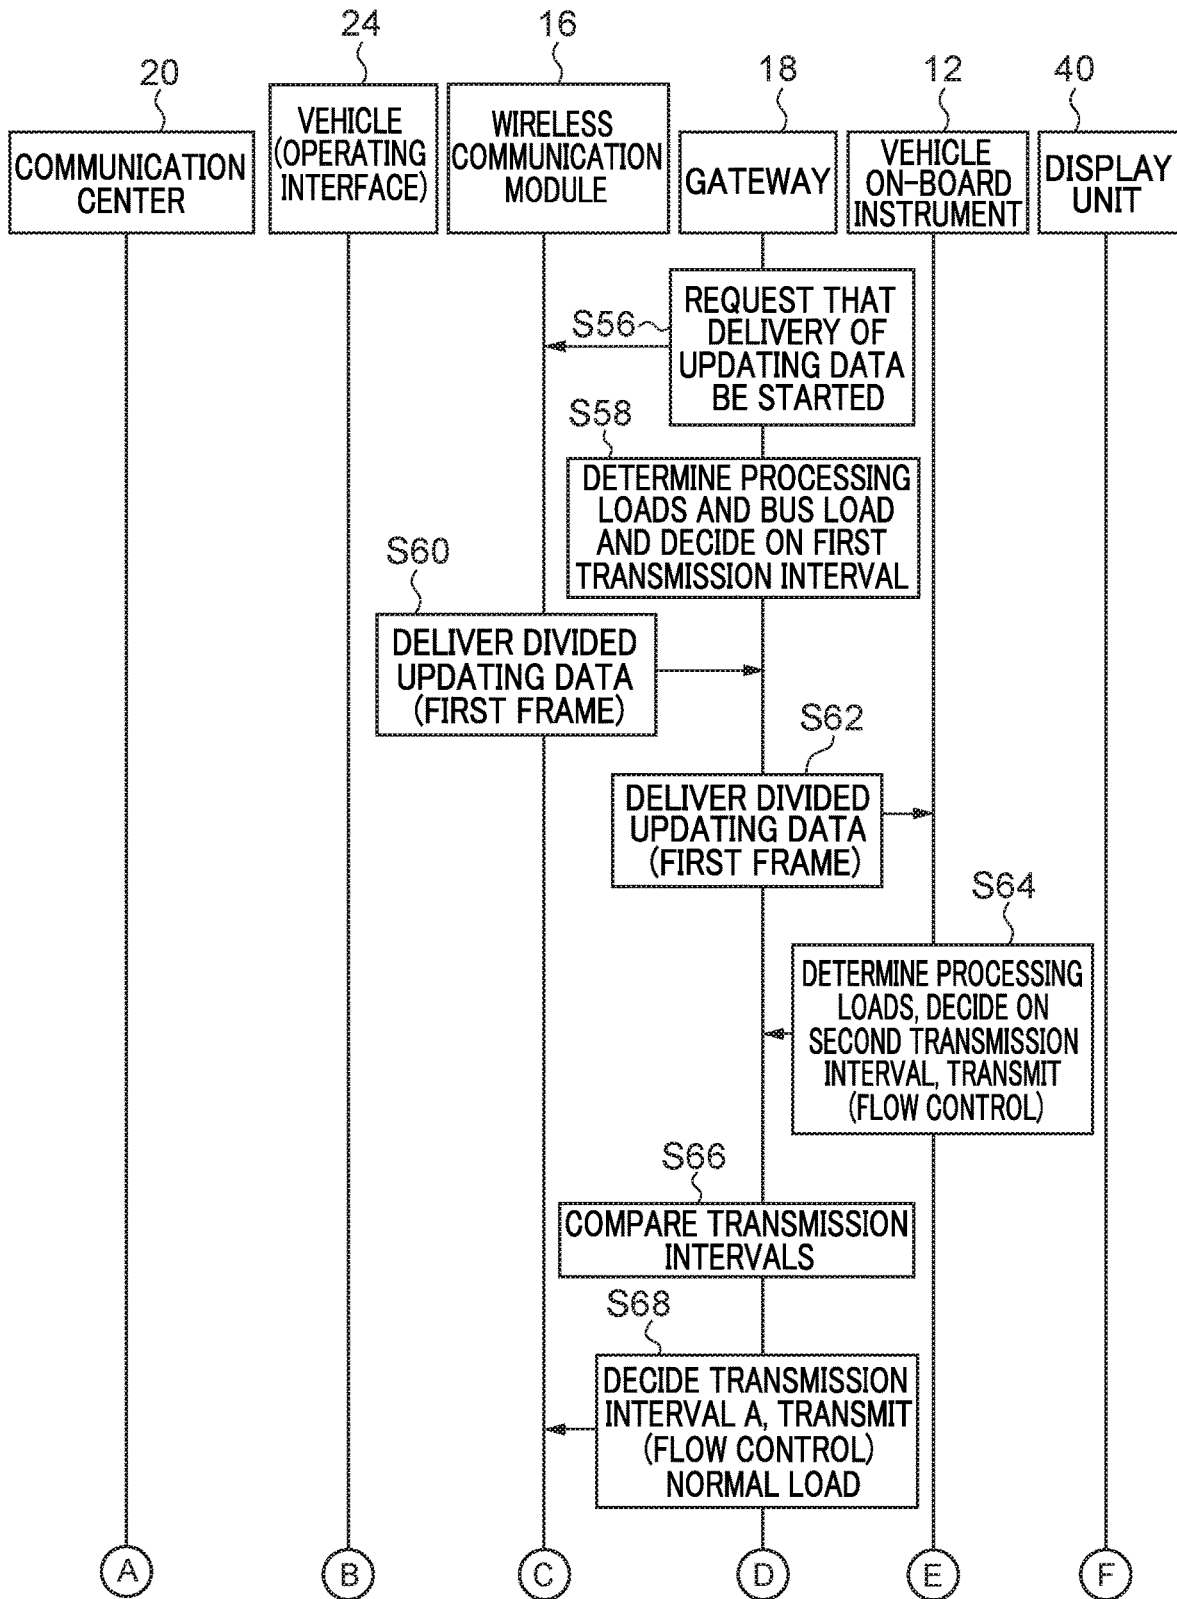 24
16
20
18
12
40
COMMUNICATION
CENTER
VEHICLE
(OPERATING
INTERFACE)
WIRELESS
COMMUNICATION
MODULE
GATEWAY
VEHICLE
ON-BOARD
INSTRUMENT
DISPLAY
UNIT
S56
REQUEST THAT
DELIVERY OF
UPDATING DATA
BE STARTED
S58
DETERMINE PROCESSING
LOADS AND BUS LOAD
AND DECIDE ON FIRST
TRANSMISSION INTERVAL
S60
DELIVER DIVIDED
UPDATING DATA
(FIRST FRAME)
S62
DELIVER DIVIDED
UPDATING DATA
(FIRST FRAME)
S64
DETERMINE PROCESSING
LOADS, DECIDE ON
SECOND TRANSMISSION
INTERVAL, TRANSMIT
(FLOW CONTROL)
S66
COMPARE TRANSMISSION
INTERVALS
S68
DECIDE TRANSMISSION
INTERVAL A, TRANSMIT
(FLOW CONTROL)
NORMAL LOAD
A
B
C
D
E
F